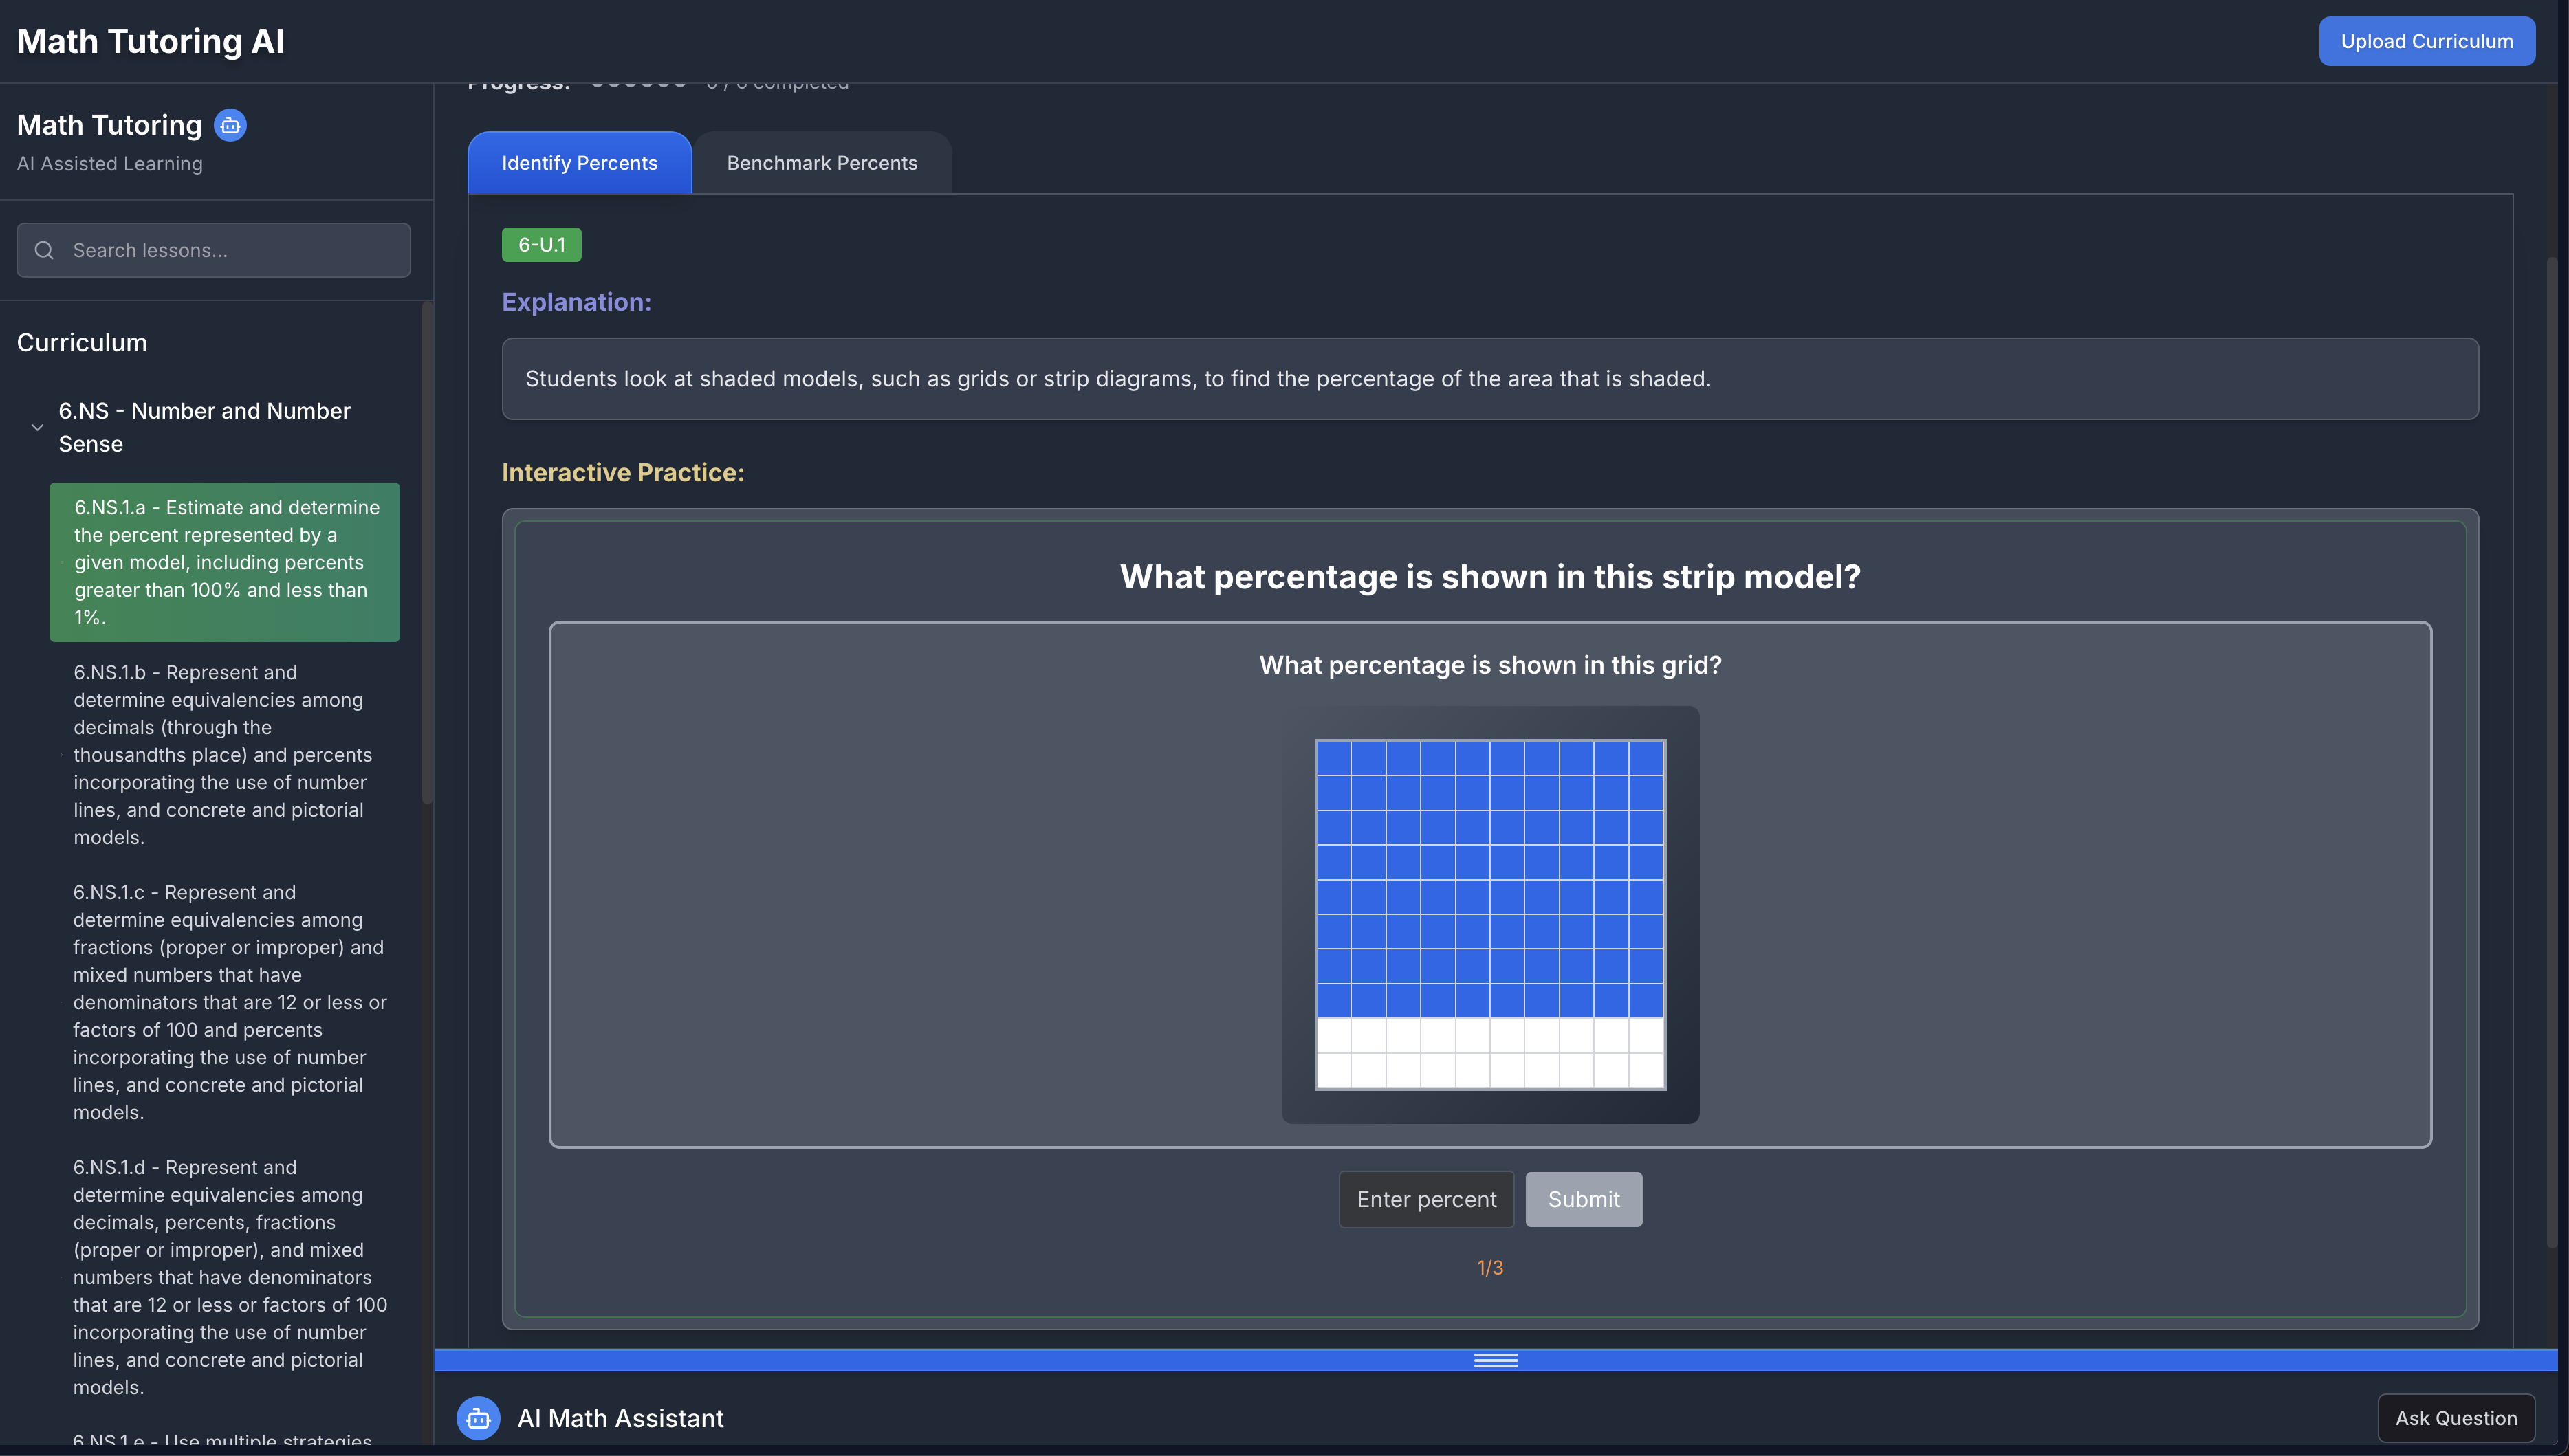 Math Tutoring AI
Upload Curriculum
Math Tutoring
AI Assisted Learning
Search lessons...
Curriculum
6.NS - Number and Number
Sense
6.NS.1.a - Estimate and determine
the percent represented by a
given model, including percents
greater than 100% and less than
1%.
6.NS.1.b - Represent and
determine equivalencies among
decimals (through the
thousandths place) and percents
incorporating the use of number
lines, and concrete and pictorial
models.
6.NS.1.c - Represent and
determine equivalencies among
fractions (proper or improper) and
mixed numbers that have
denominators that are 12 or less or
factors of 100 and percents
incorporating the use of number
lines, and concrete and pictorial
models.
6.NS.1.d - Represent and
determine equivalencies among
decimals, percents, fractions
(proper or improper), and mixed
numbers that have denominators
that are 12 or less or factors of 100
incorporating the use of number
lines, and concrete and pictorial
models.
6.NS.1.e - Use multiple strategies
Progress: 0 / 6 completed
Identify Percents
Benchmark Percents
6-U.1
Explanation:
Students look at shaded models, such as grids or strip diagrams, to find the percentage of the area that is shaded.
Interactive Practice:
What percentage is shown in this strip model?
What percentage is shown in this grid?
Enter percent
Submit
1/3
AI Math Assistant
Ask Question